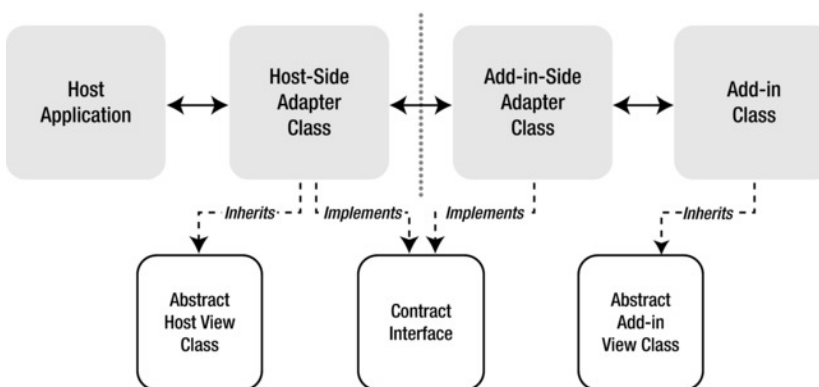 Host
Application
Host-Side
Adapter
Class
Add-in-Side
Adapter
Class
Add-in
Class
Inherits
Implements
Implements
Inherits
Abstract
Host View
Class
Contract
Interface
Abstract
Add-in
View Class